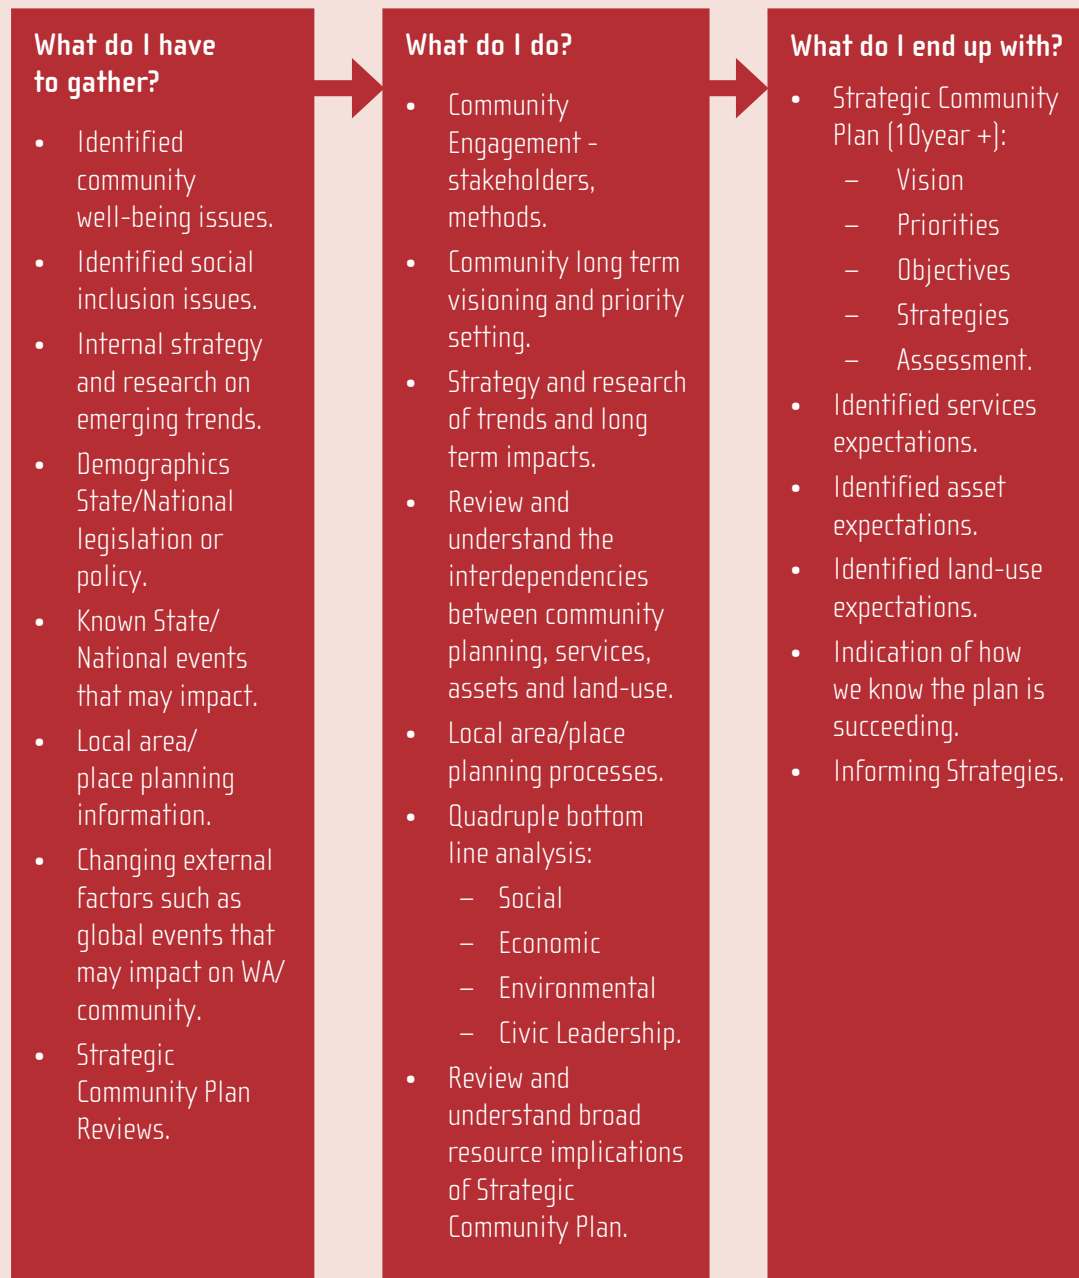 What do I have
to gather?
• Identified
community
well-being issues.
• Identified social
inclusion issues.
• Internal strategy
and research on
emerging trends.
• Demographics
State/National
legislation or
policy.
• Known State/
National events
that may impact.
• Local area/
place planning
information.
• Changing external
factors such as
global events that
may impact on WA/
community.
• Strategic
Community Plan
Reviews.
What do I do?
• Community
Engagement -
stakeholders,
methods.
• Community long term
visioning and priority
setting.
• Strategy and research
of trends and long
term impacts.
• Review and
understand the
interdependencies
between community
planning, services,
assets and land-use.
• Local area/place
planning processes.
• Quadruple bottom
line analysis:
– Social
– Economic
– Environmental
– Civic Leadership.
• Review and
understand broad
resource implications
of Strategic
Community Plan.
What do I end up with?
• Strategic Community
Plan (10year +):
– Vision
– Priorities
– Objectives
– Strategies
– Assessment.
• Identified services
expectations.
• Identified asset
expectations.
• Identified land-use
expectations.
• Indication of how
we know the plan is
succeeding.
• Informing Strategies.